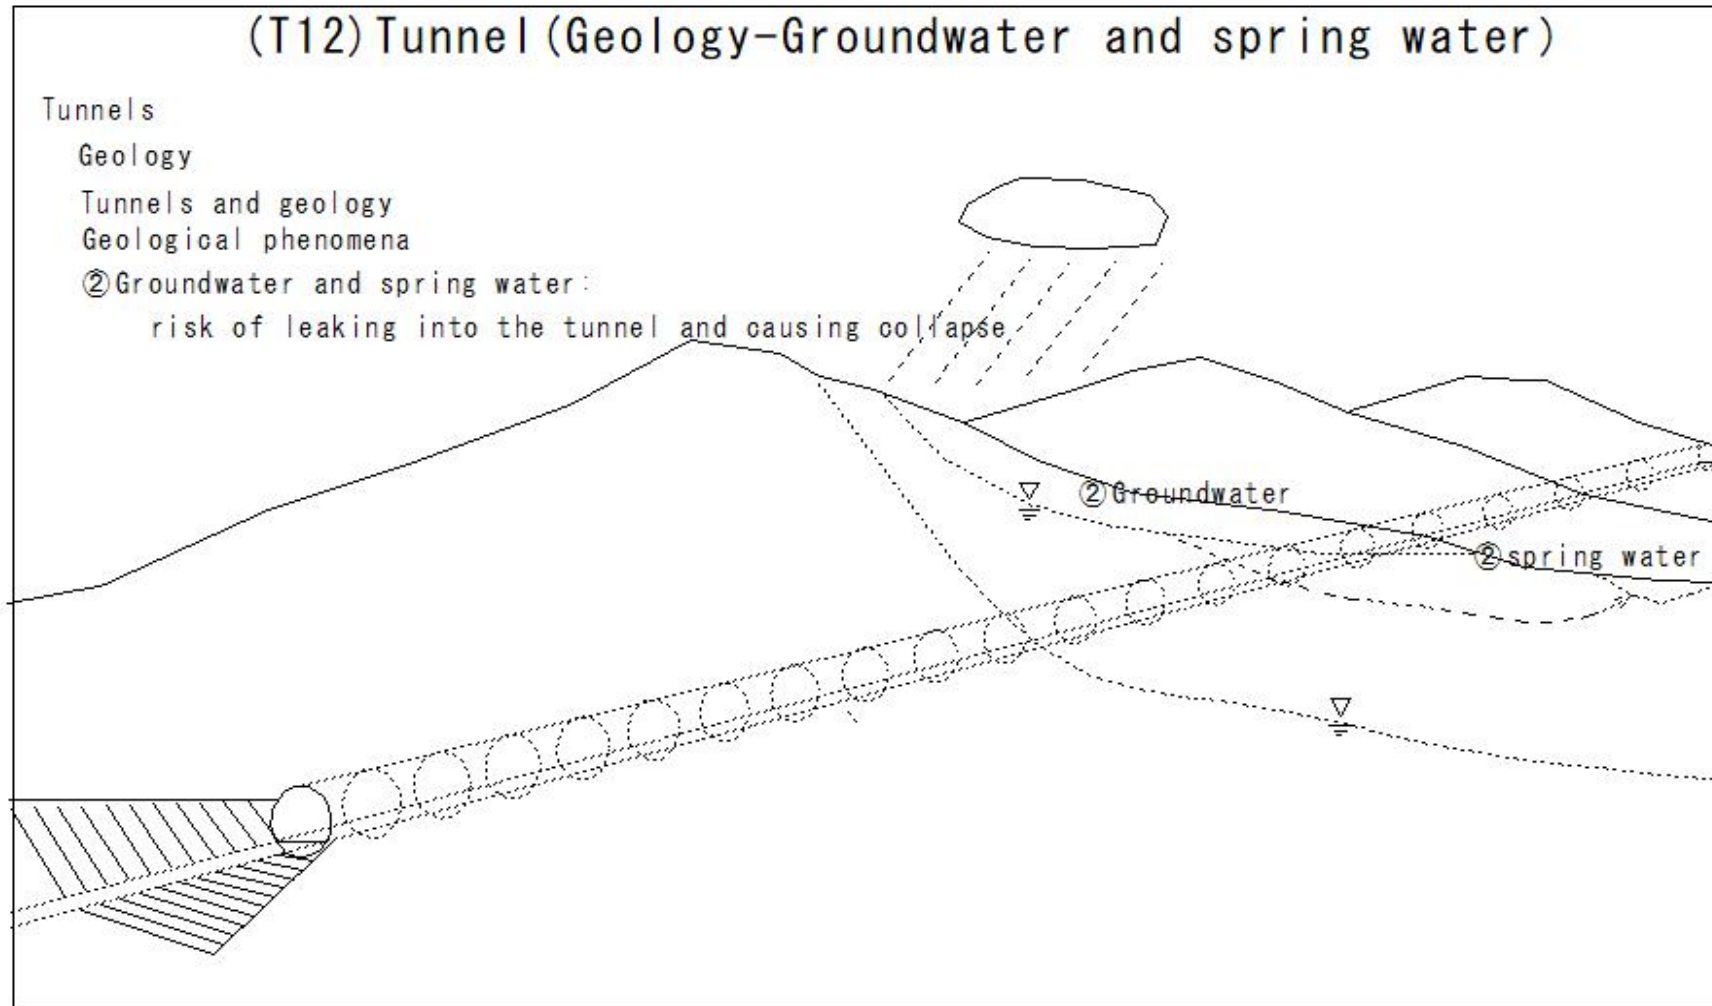 (T12)Tunnel(Geology-Groundwater and spring water)
Tunnels
Geology
Tunnels and geology
Geological phenomena
②Groundwater and spring water:
risk of leaking into the tunnel and causing collapse
②Groundwater
②spring water